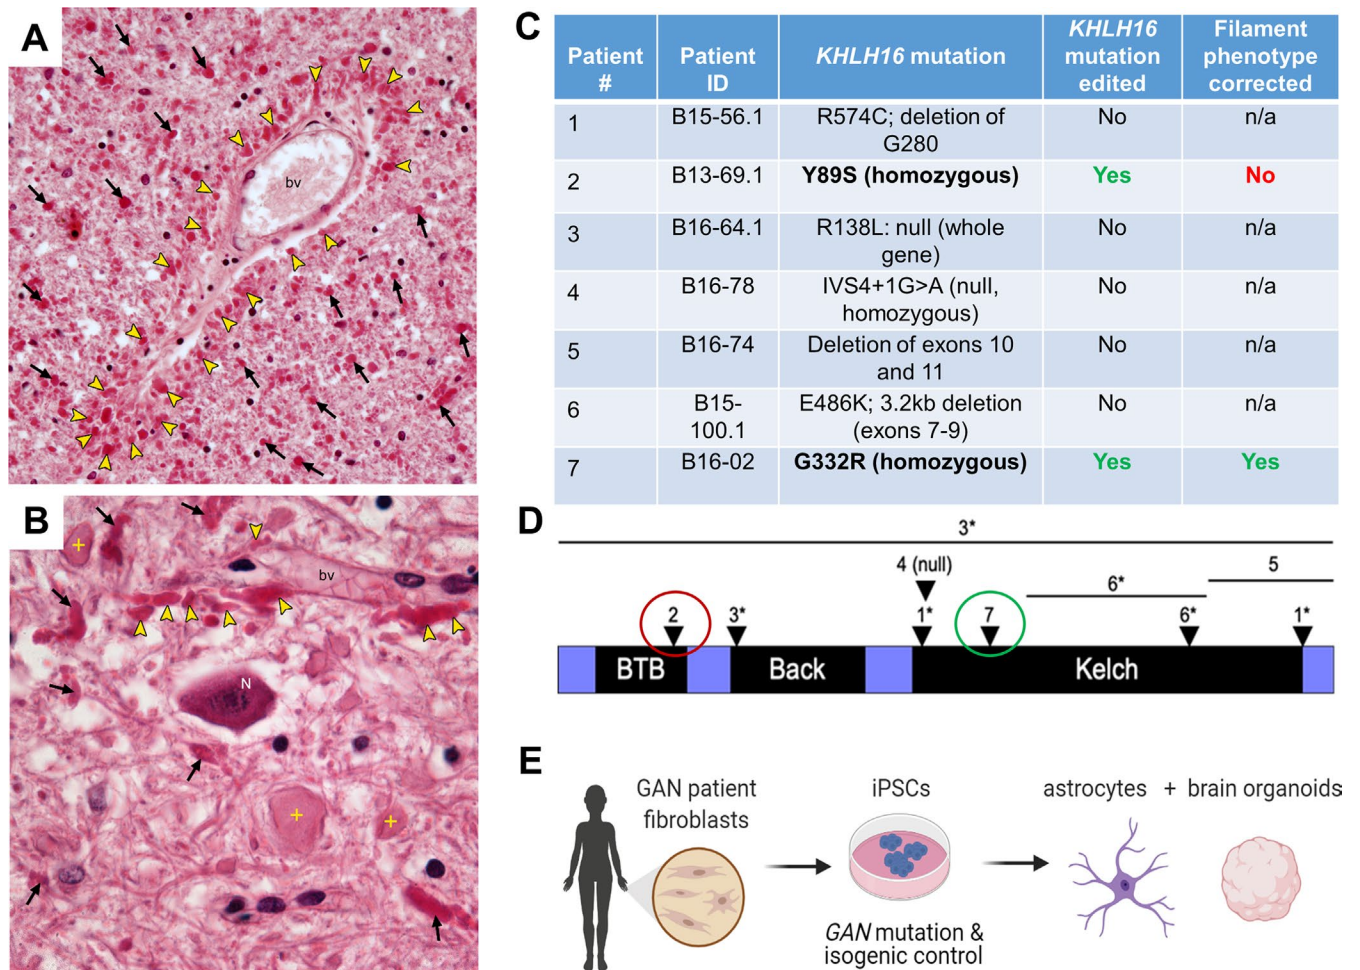 A
bv
B
bv
N
+
+
+
C
Patient #
Patient ID
KHLH16 mutation
KHLH16 mutation edited
Filament phenotype corrected
1
B15-56.1
R574C; deletion of
G280
No
n/a
2
B13-69.1
Y89S (homozygous)
Yes
No
3
B16-64.1
R138L: null (whole
gene)
No
n/a
4
B16-78
IVS4+1G>A (null,
homozygous)
No
n/a
5
B16-74
Deletion of exons 10
and 11
No
n/a
6
B15-
100.1
E486K; 3.2kb deletion
(exons 7-9)
No
n/a
7
B16-02
G332R (homozygous)
Yes
Yes
D
3*
4 (null)
5
6*
2
3*
1*
7
6*
1*
BTB
Back
Kelch
E
GAN patient
fibroblasts
iPSCs
GAN mutation &
isogenic control
astrocytes + brain organoids